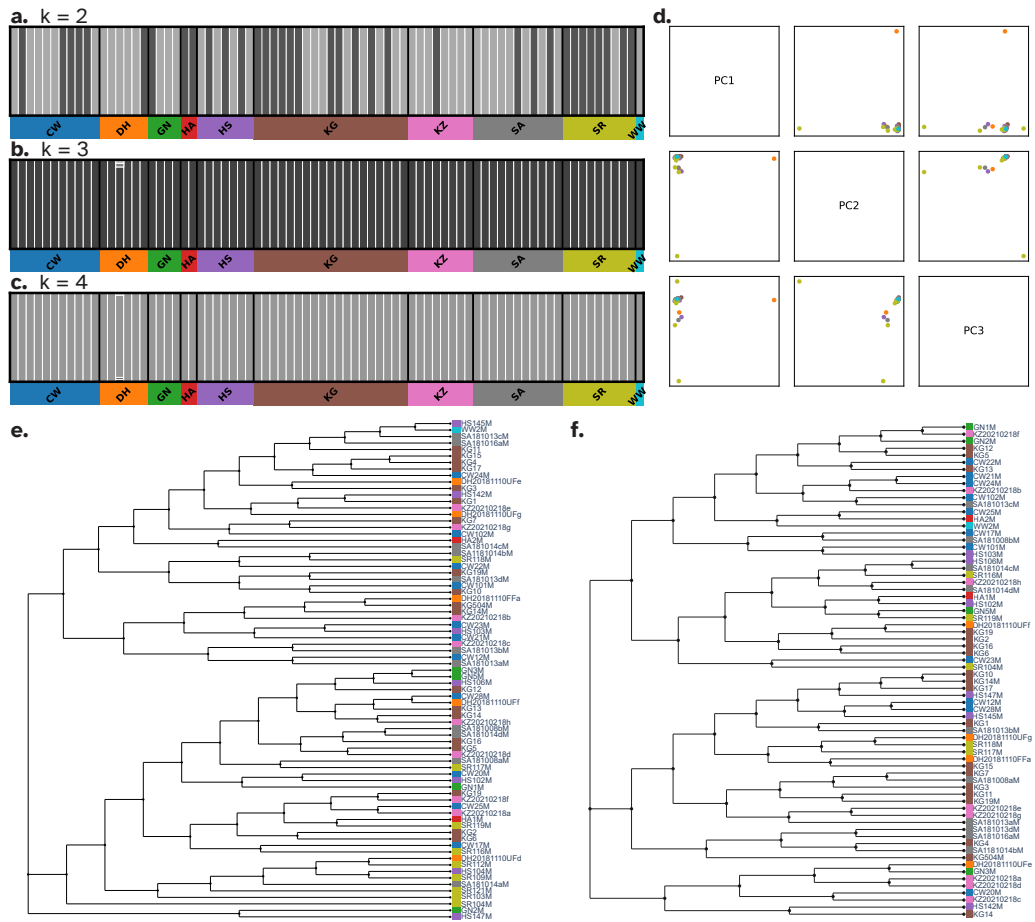 a. k = 2
CW DH GN HA HS KG KZ SA SR WW
b. k = 3
CW DH GN HA HS KG KZ SA SR WW
c. k = 4
CW DH GN HA HS KG KZ SA SR WW
d.
PC1
PC2
PC3
e.
HS145M
WW2M
SA181013cM
SA181016aM
KG11
KG15
KG4
KG17
CW24M
DH20181110UFe
KG3
HS142M
KG1
KZ20210218e
DH20181110UFg
KG7
KZ20210218g
CW102M
HA2M
SA181014cM
SA1181014bM
SR118M
CW22M
KG19M
SA181013dM
CW101M
KG10
DH20181110FFa
KG504M
KG14M
KZ20210218b
CW23M
HS103M
CW21M
KZ20210218c
SA181013bM
CW12M
SA181013aM
GN3M
GN5M
HS106M
KG12
CW28M
DH20181110UFf
KG13
KG14
KZ20210218h
SA181008bM
SA181014dM
KG16
KG5
KZ20210218d
SA181008aM
SR117M
CW20M
HS102M
GN1M
KG19
KZ20210218f
CW25M
KZ20210218a
HA1M
SR119M
KG2
KG6
CW17M
SR116M
DH20181110UFd
SR112M
HS104M
SR109M
SA181014aM
SR121M
SR103M
SR104M
GN2M
HS147M
f.
GN1M
KZ20210218f
GN2M
KG12
KG5
CW22M
KG13
CW21M
CW24M
KZ20210218b
CW102M
SA181013cM
CW25M
HA2M
WW2M
CW17M
SA181008bM
CW101M
HS103M
HS106M
SA181014cM
SR116M
KZ20210218h
SA181014dM
HA1M
HS102M
GN5M
SR119M
DH20181110UFf
KG19
KG2
KG16
KG6
CW23M
SR104M
KG10
KG14M
KG17
HS147M
CW12M
CW28M
HS145M
KG1
SA181013bM
DH20181110UFg
SR118M
SR117M
DH20181110FFa
KG15
KG7
SA181008aM
KG3
KG11
KG19M
KZ20210218e
KZ20210218g
SA181013aM
SA181013dM
SA181016aM
KG4
SA1181014bM
KG504M
DH20181110UFe
GN3M
KZ20210218a
KZ20210218d
CW20M
KZ20210218c
HS142M
KG14